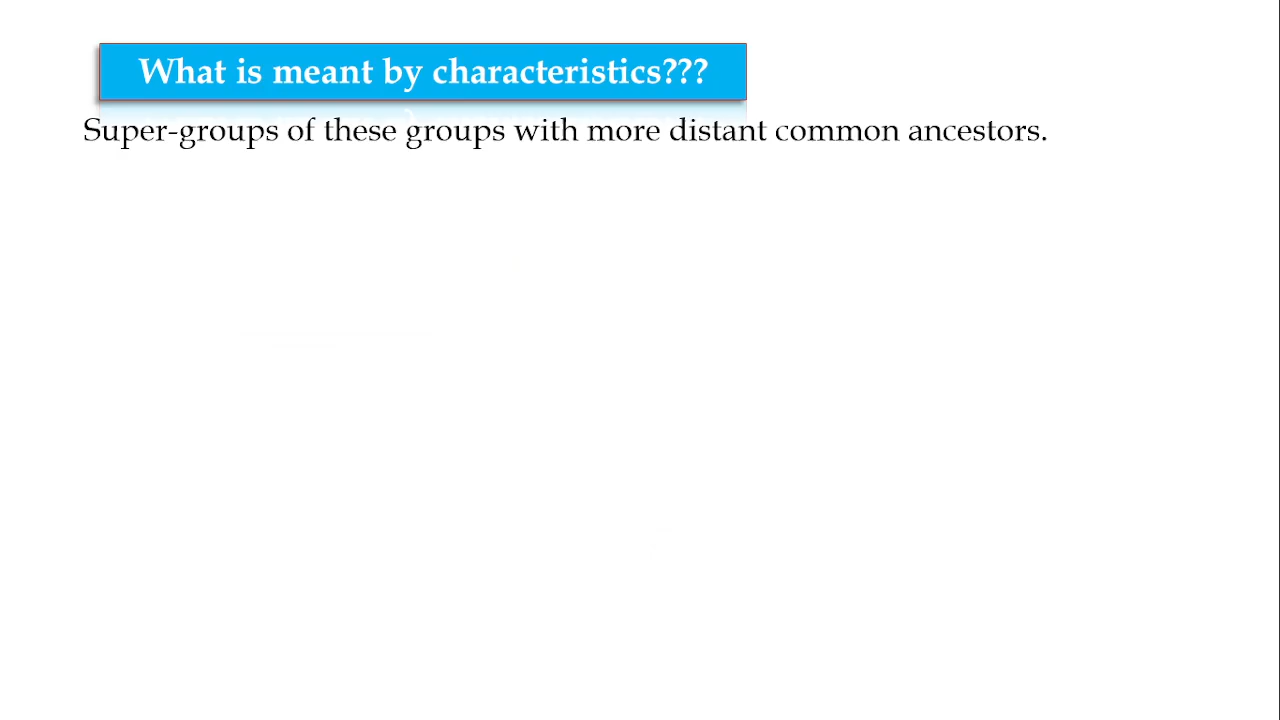 What is meant by characteristics???
Super-groups of these groups with more distant common ancestors.